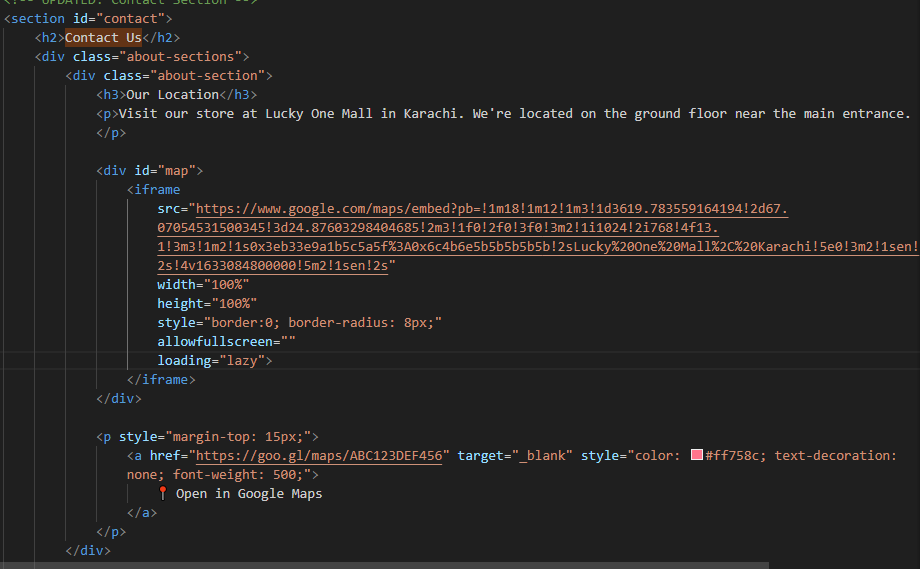 <!-- UPDATED: Contact Section -->
<section id="contact">
<h2>Contact Us</h2>
<div class="about-sections">
<div class="about-section">
<h3>Our Location</h3>
<p>Visit our store at Lucky One Mall in Karachi. We're located on the ground floor near the main entrance.
</p>
<div id="map">
<iframe
src="https://www.google.com/maps/embed?pb=!1m18!1m12!1m3!1d3619.783559164194!2d67.
07054531500345!3d24.87603298404685!2m3!1f0!2f0!3f0!3m2!1i1024!2i768!4f13.
1!3m3!1m2!1s0x3eb33e9a1b5c5a5f%3A0x6c4b6e5b5b5b5b5b!2sLucky%20One%20Mall%2C%20Karachi!5e0!3m2!1sen!
2s!4v1633084800000!5m2!1sen!2s"
width="100%"
height="100%"
style="border:0; border-radius: 8px;"
allowfullscreen=""
loading="lazy">
</iframe>
</div>
<p style="margin-top: 15px;">
<a href="https://goo.gl/maps/ABC123DEF456" target="_blank" style="color: #ff758c; text-decoration:
none; font-weight: 500;">
📍 Open in Google Maps
</a>
</p>
</div>